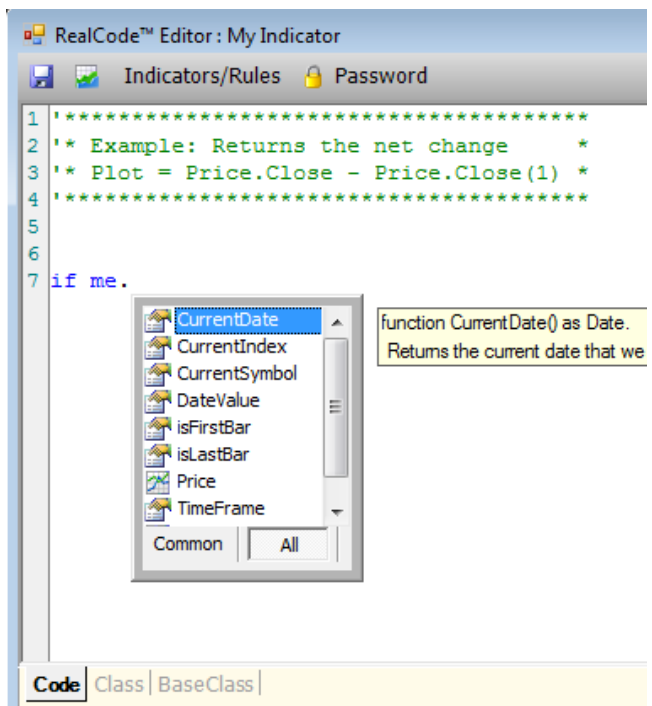 RealCode™ Editor : My Indicator
Indicators/Rules Password
1 '***************************************
2 '* Example: Returns the net change     *
3 '* Plot = Price.Close - Price.Close(1) *
4 '***************************************
5
6
7 if me.
CurrentDate
CurrentIndex
CurrentSymbol
DateValue
isFirstBar
isLastBar
Price
TimeFrame
Common All
function CurrentDate() as Date.
Returns the current date that we
Code Class BaseClass